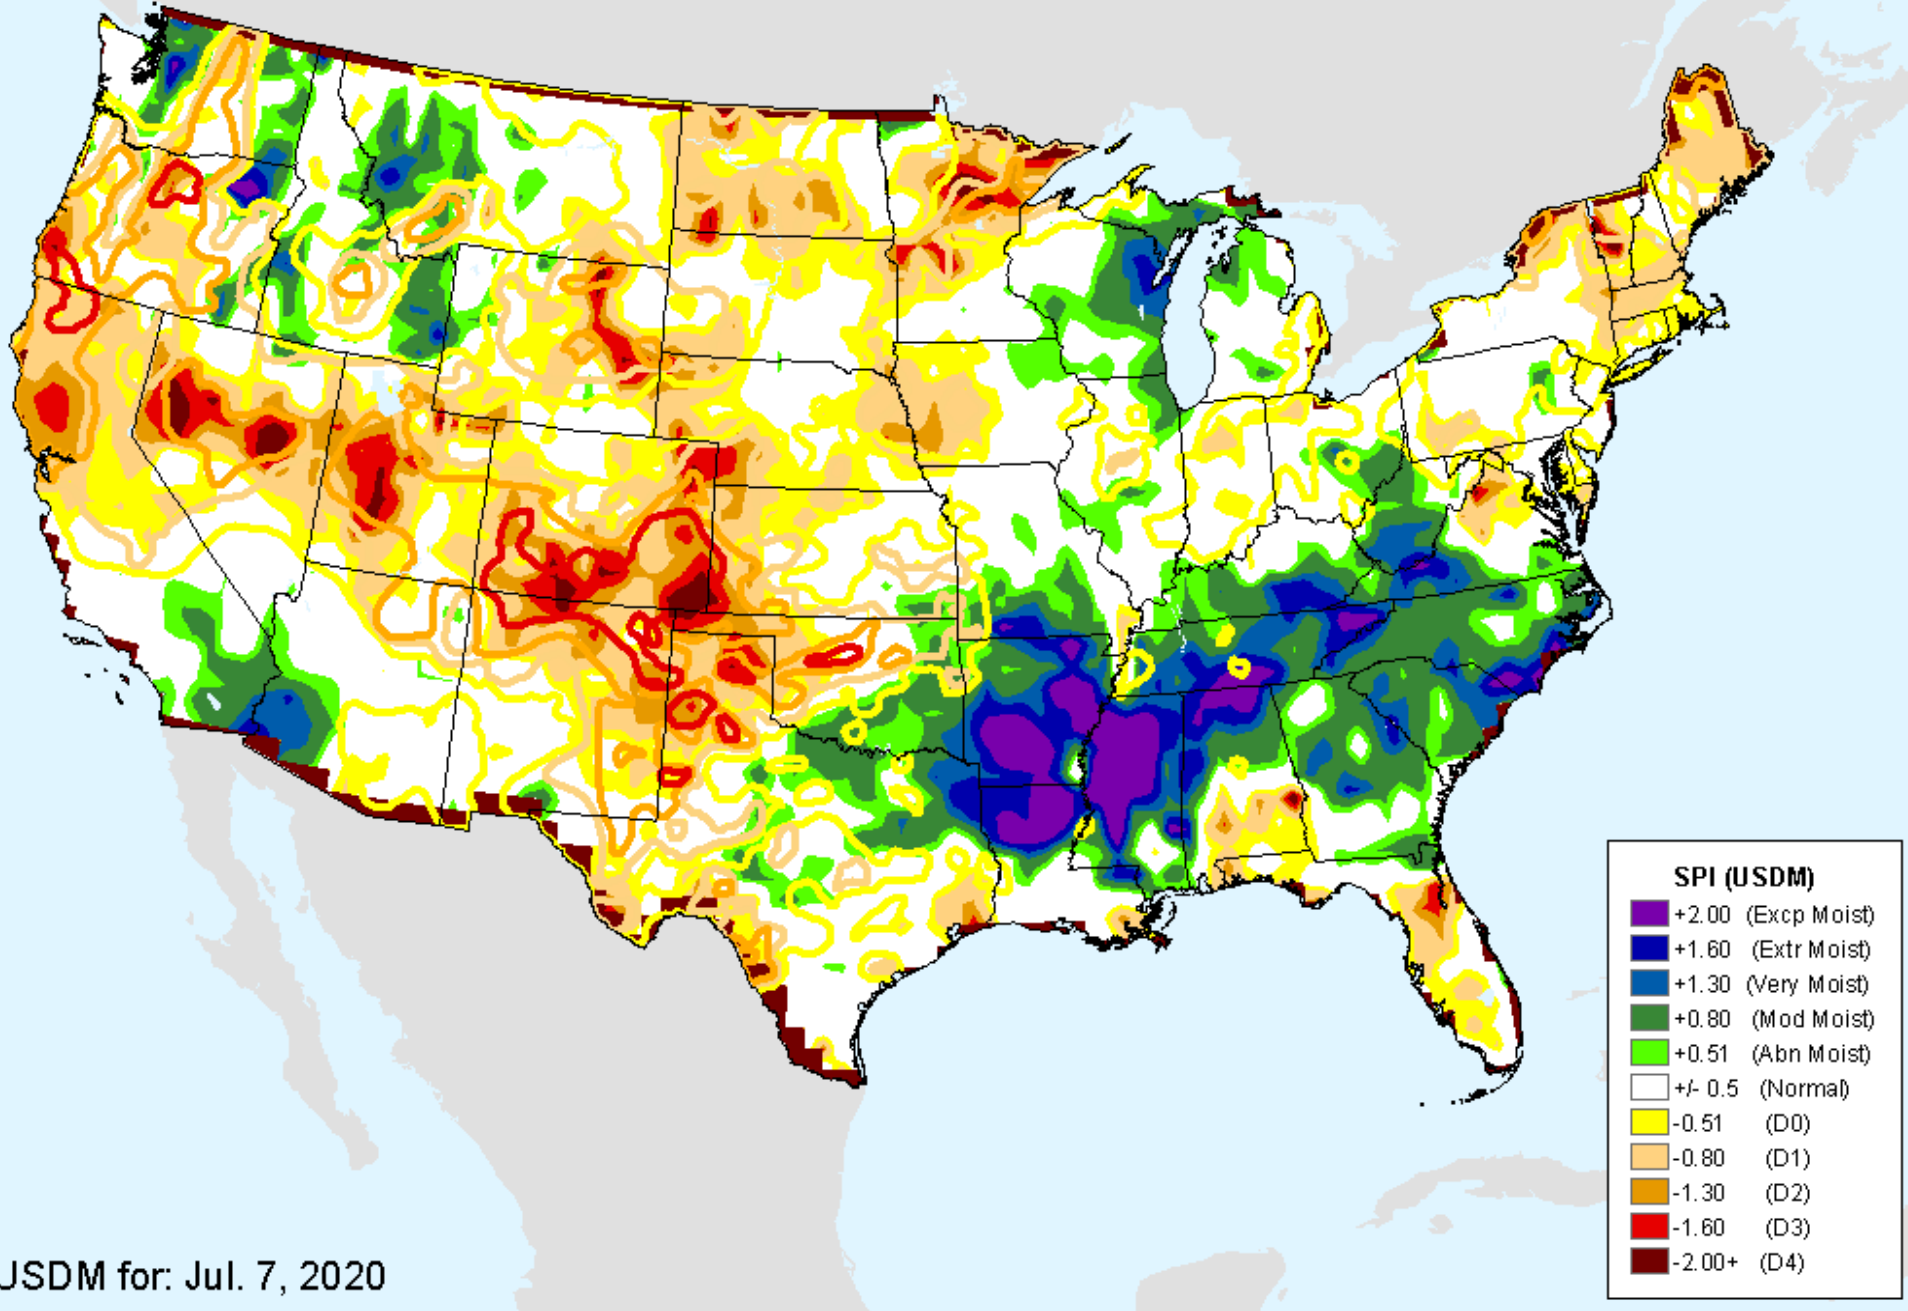 SPI (USDM)
+2.00 (Excp Moist)
+1.60 (Extr Moist)
+1.30 (Very Moist)
+0.80 (Mod Moist)
+0.51 (Abn Moist)
+/- 0.5 (Normal)
-0.51 (D0)
-0.80 (D1)
-1.30 (D2)
-1.60 (D3)
-2.00+ (D4)
USDM for: Jul. 7, 2020